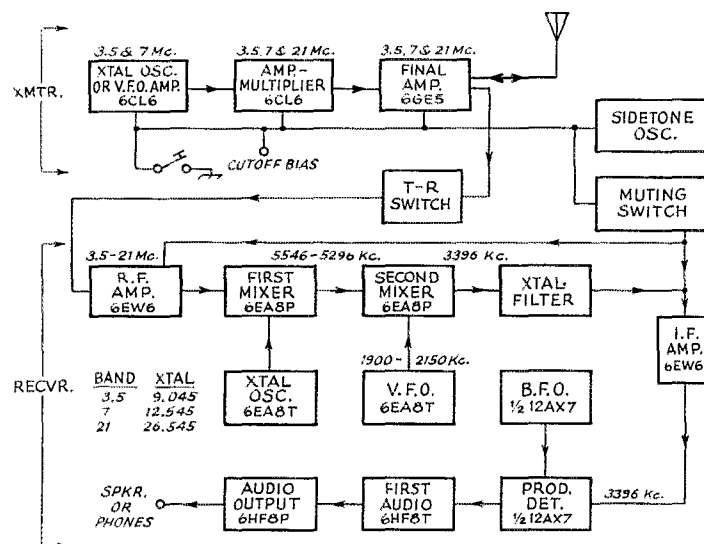 3.5 & 7 Mc.
3.5, 7 & 21 Mc.
3.5, 7 & 21 Mc.
XMTR.
XTAL OSC.
OR V.F.O. AMP.
6CL6
AMP.-
MULTIPLIER
6CL6
FINAL
AMP.
6GE5
SIDETONE
OSC.
CUTOFF BIAS
T-R
SWITCH
MUTING
SWITCH
RECVR.
3.5-21 Mc.
5546-5296 Kc.
3396 Kc.
R.F.
AMP.
6EW6
FIRST
MIXER
6EA8P
SECOND
MIXER
6EA8P
XTAL
FILTER
I.F.
AMP.
6EW6
1900-2150 Kc.
BAND XTAL
3.5 9.045
7 12.545
21 26.545
XTAL
OSC.
6EA8T
V.F.O.
6EA8T
B.F.O.
½ 12AX7
SPKR.
OR
PHONES
AUDIO
OUTPUT
6HF8P
FIRST
AUDIO
6HF8T
PROD.
DET.
½ 12AX7
3396 Kc.